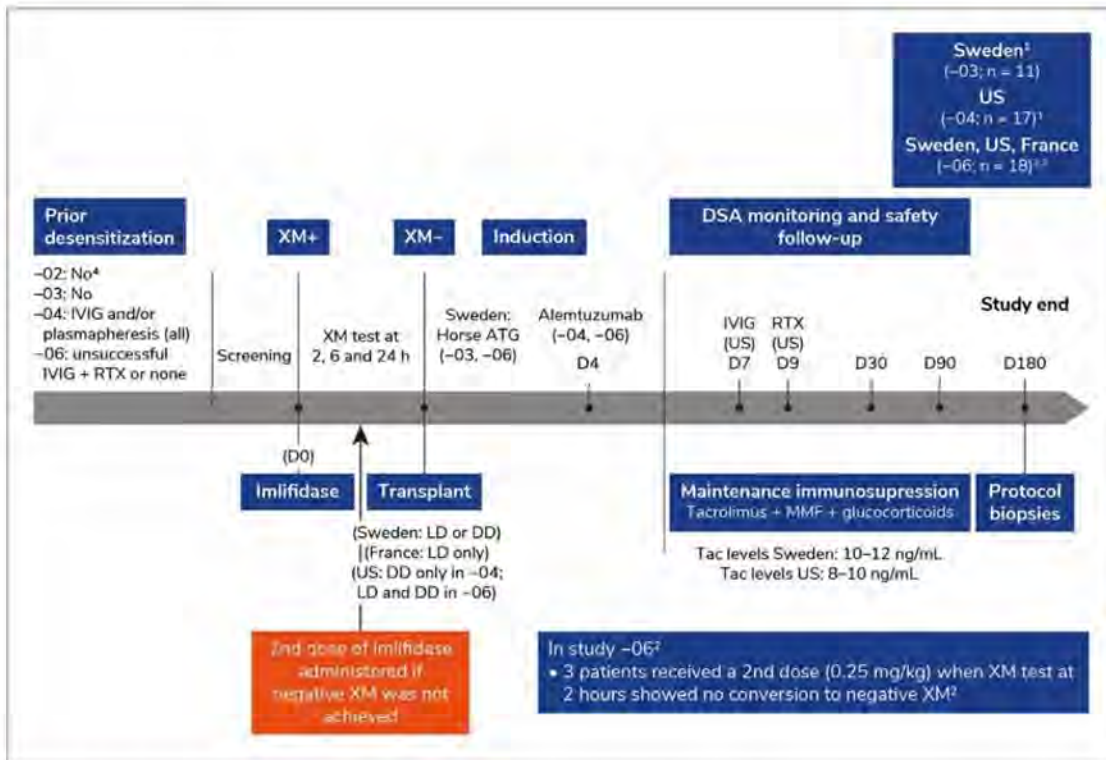 Sweden²
(–03; n = 11)
US
(–04; n = 17)¹
Sweden, US, France
(–06; n = 18)
Prior
desensitization
XM+
XM–
Induction
DSA monitoring and safety
follow-up
–02: No⁴
–03: No
–04: IVIG and/or
plasmapheresis (all)
–06: unsuccessful
IVIG + RTX or none
Screening
XM test at
2, 6 and 24 h
Sweden:
Horse ATG
(–03, –06)
Alemtuzumab
(–04, –06)
D4
IVIG
(US)
D7
RTX
(US)
D9
D30
D90
Study end
D180
(D0)
Imlifidase
Transplant
(Sweden: LD or DD)
(France: LD only)
(US: DD only in –04;
LD and DD in –06)
Maintenance immunosupression
Tacrolimus + MMF + glucocorticoids
Protocol
biopsies
Tac levels Sweden: 10–12 ng/mL
Tac levels US: 8–10 ng/mL
2nd dose of imlifidase
administered if
negative XM was not
achieved
In study –06²
• 3 patients received a 2nd dose (0.25 mg/kg) when XM test at
2 hours showed no conversion to negative XM²